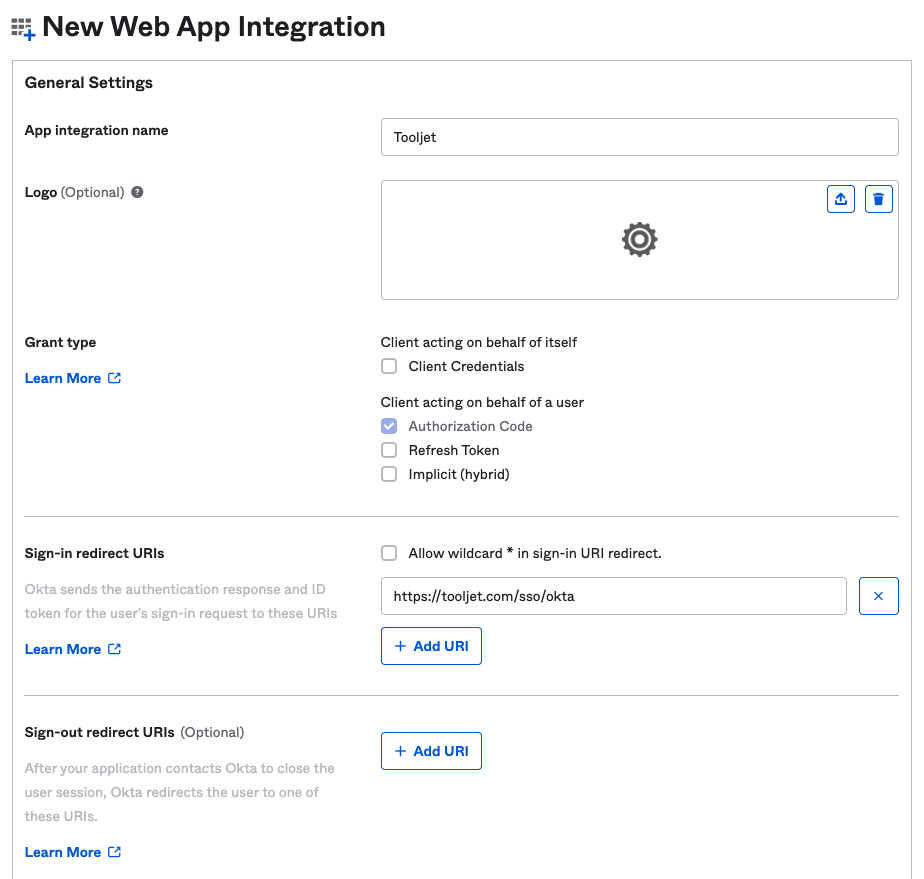 New Web App Integration
General Settings
App integration name
Tooljet
Logo (Optional) ?
Grant type
Learn More
Client acting on behalf of itself
Client Credentials
Client acting on behalf of a user
Authorization Code
Refresh Token
Implicit (hybrid)
Sign-in redirect URIs
Okta sends the authentication response and ID
token for the user's sign-in request to these URIs
Learn More
Allow wildcard * in sign-in URI redirect.
https://tooljet.com/sso/okta
+ Add URI
Sign-out redirect URIs (Optional)
After your application contacts Okta to close the
user session, Okta redirects the user to one of
these URIs.
Learn More
+ Add URI